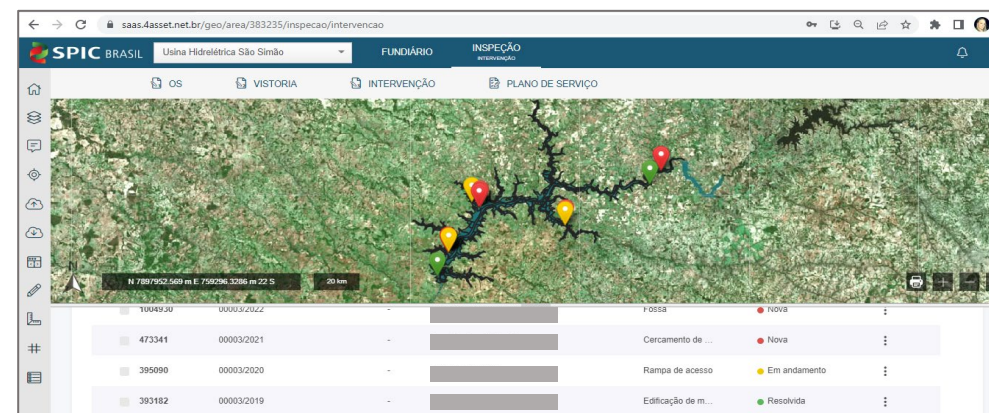 saas.4asset.net.br/geo/area/383235/inspecao/intervencao
SPIC BRASIL Usina Hidrelétrica São Simão FUNDIÁRIO INSPEÇÃO
INTERVENÇÃO
OS VISTORIA INTERVENÇÃO PLANO DE SERVIÇO
N
N 7897952.569 m E 759296.3286 m 22 S 20 km
1004930 00003/2022 - Fossa Nova
473341 00003/2021 - Cercamento de ... Nova
395090 00003/2020 - Rampa de acesso Em andamento
393182 00003/2019 - Edificação de m... Resolvida